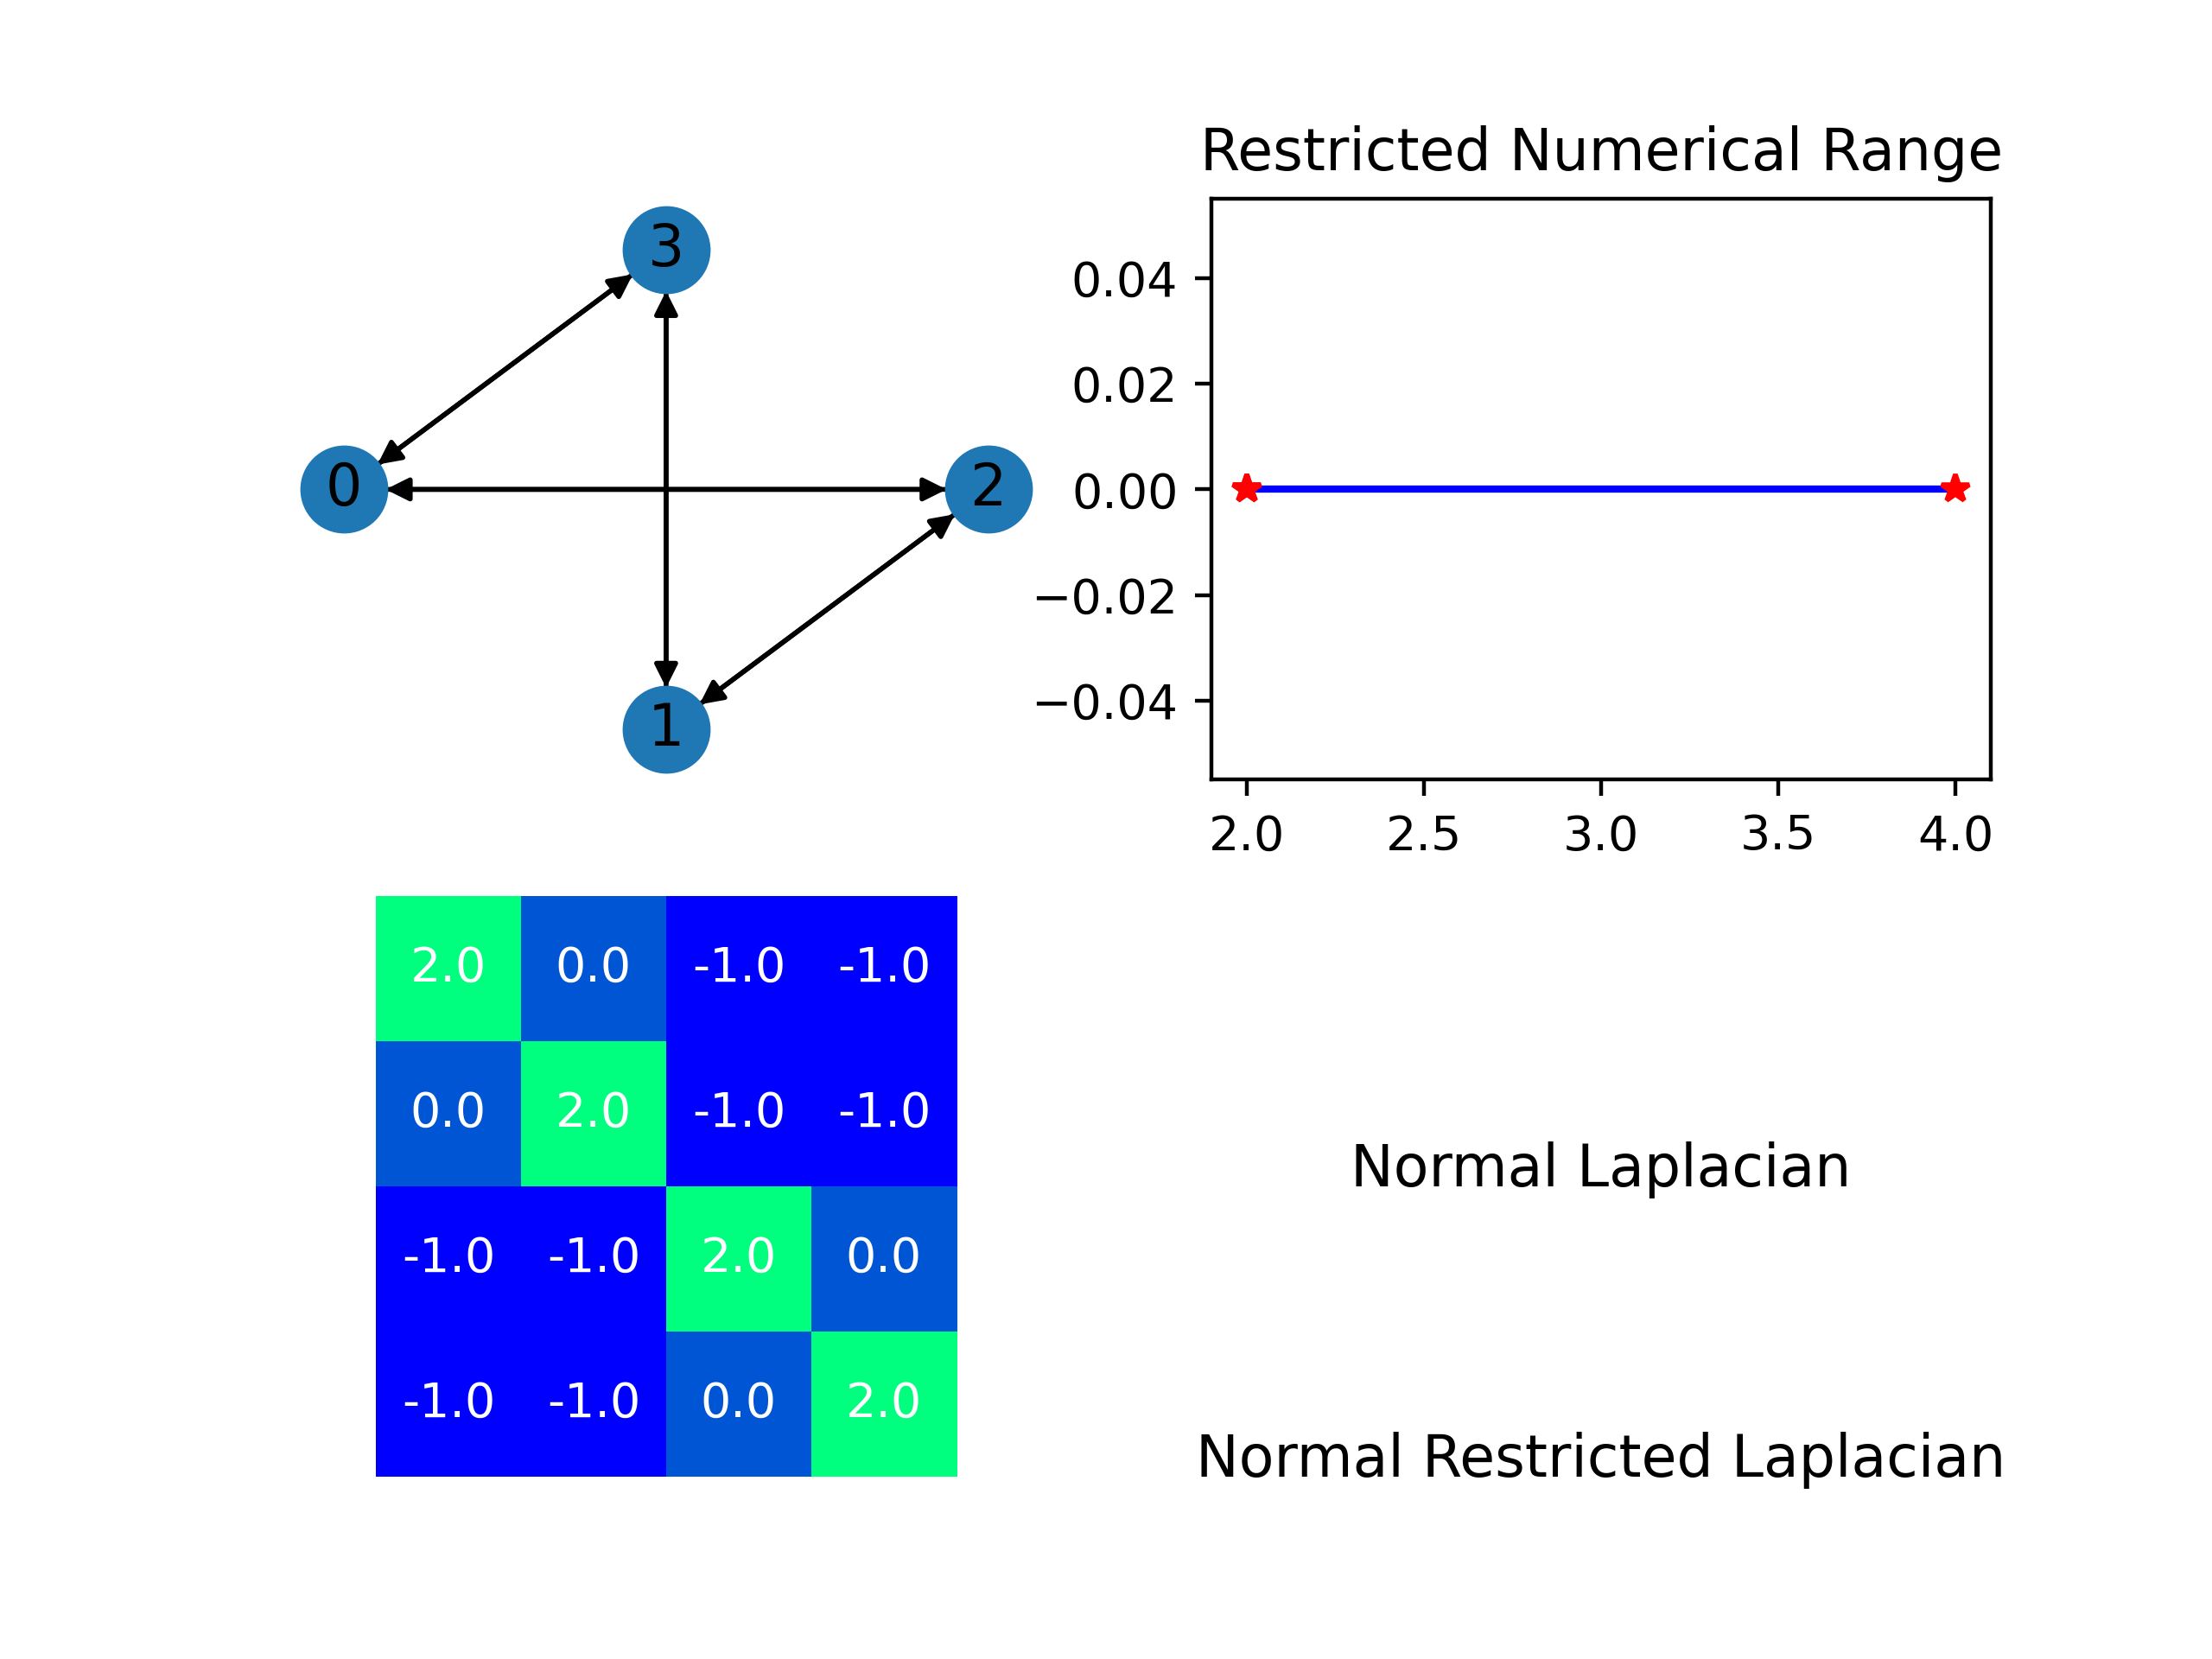 3
0
2
1
Restricted Numerical Range
0.04
0.02
0.00
−0.02
−0.04
2.0 2.5 3.0 3.5 4.0
2.0 0.0 -1.0 -1.0
0.0 2.0 -1.0 -1.0
-1.0 -1.0 2.0 0.0
-1.0 -1.0 0.0 2.0
Normal Laplacian
Normal Restricted Laplacian